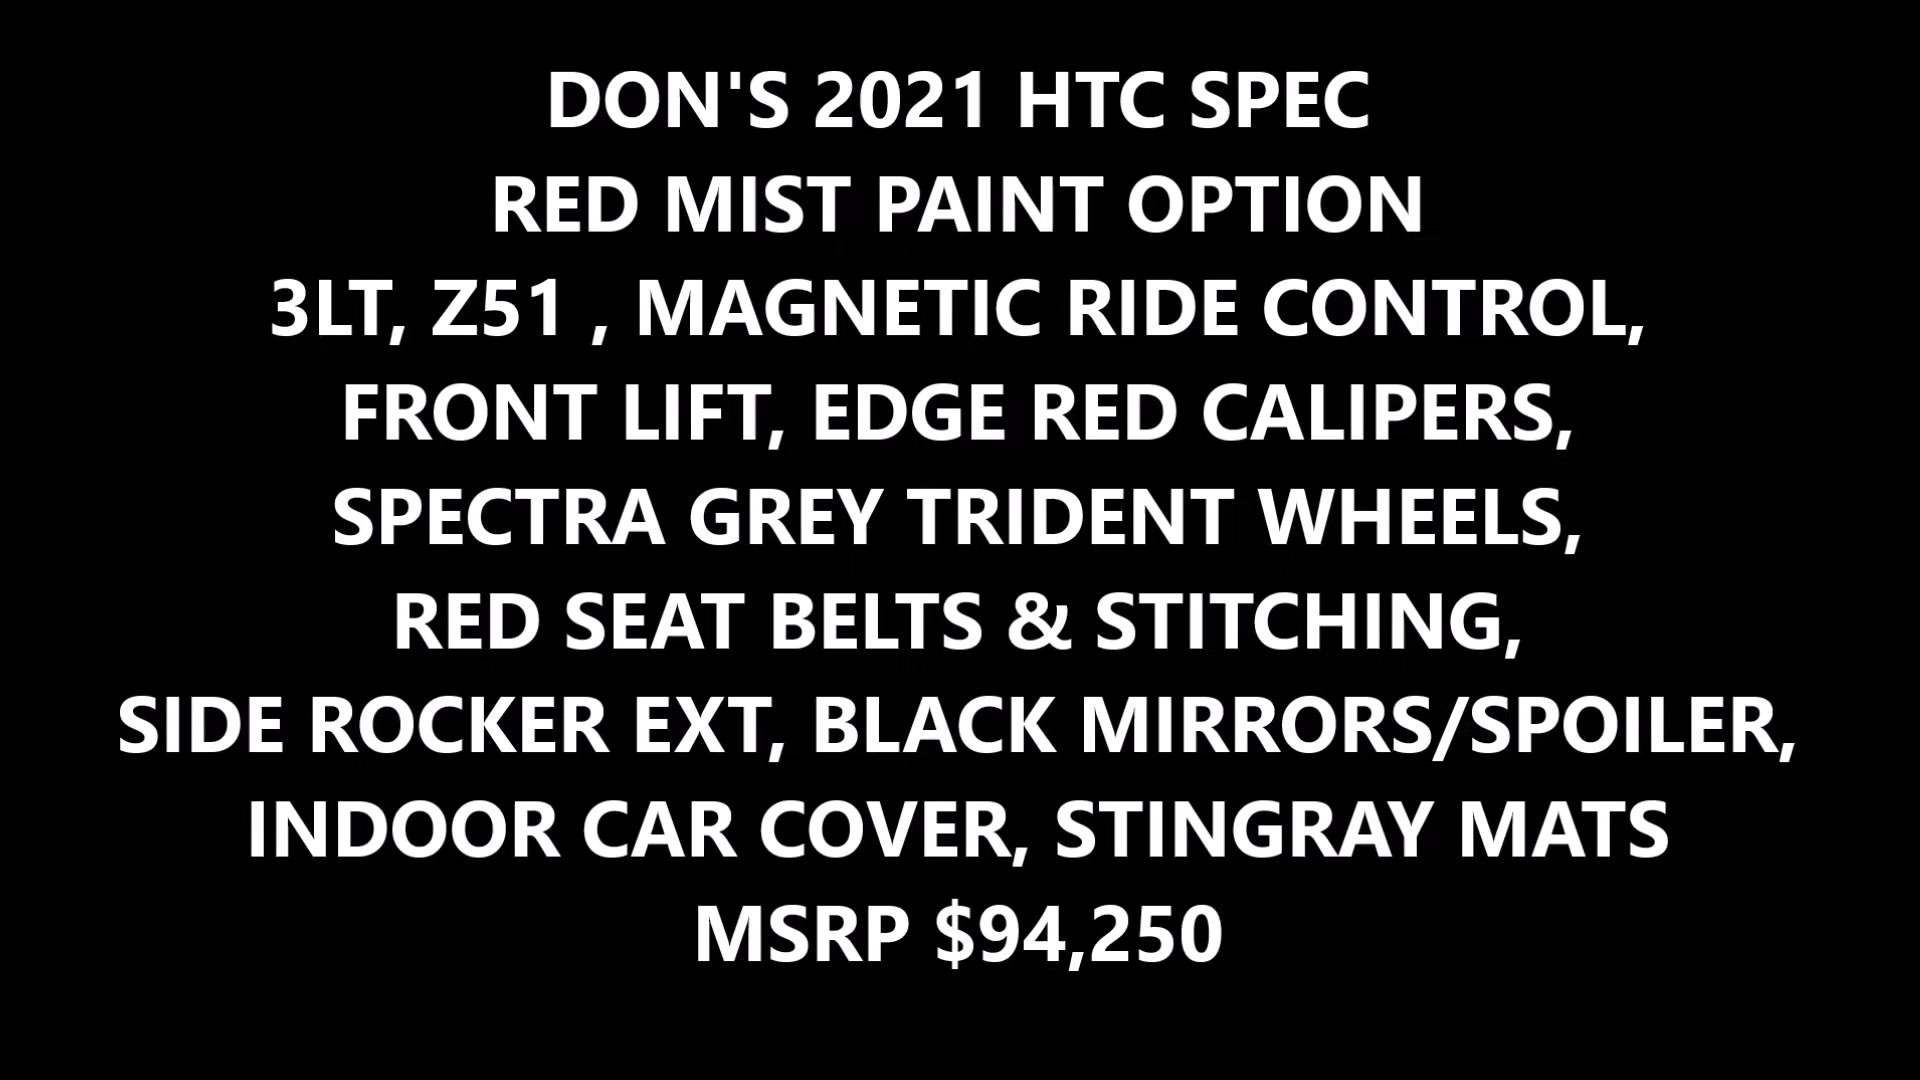 DON'S 2021 HTC SPEC
RED MIST PAINT OPTION
3LT, Z51 , MAGNETIC RIDE CONTROL,
FRONT LIFT, EDGE RED CALIPERS,
SPECTRA GREY TRIDENT WHEELS,
RED SEAT BELTS & STITCHING,
SIDE ROCKER EXT, BLACK MIRRORS/SPOILER,
INDOOR CAR COVER, STINGRAY MATS
MSRP $94,250